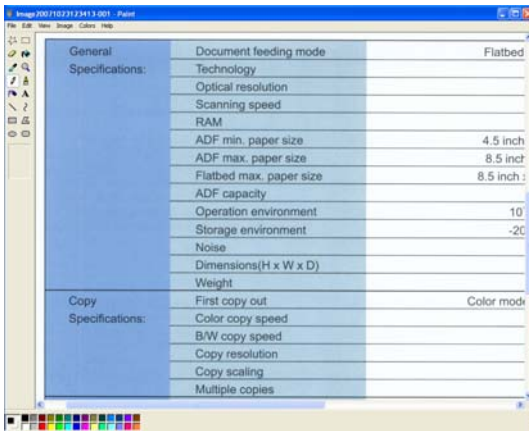 Image20071023123413-001 - Paint
File Edit View Image Colors Help
General Document feeding mode Flatbed
Specifications: Technology
Optical resolution
Scanning speed
RAM
ADF min. paper size 4.5 inch
ADF max. paper size 8.5 inch
Flatbed max. paper size 8.5 inch x
ADF capacity
Operation environment 10
Storage environment -20
Noise
Dimensions(H x W x D)
Weight
Copy First copy out Color mode
Specifications: Color copy speed
B/W copy speed
Copy resolution
Copy scaling
Multiple copies